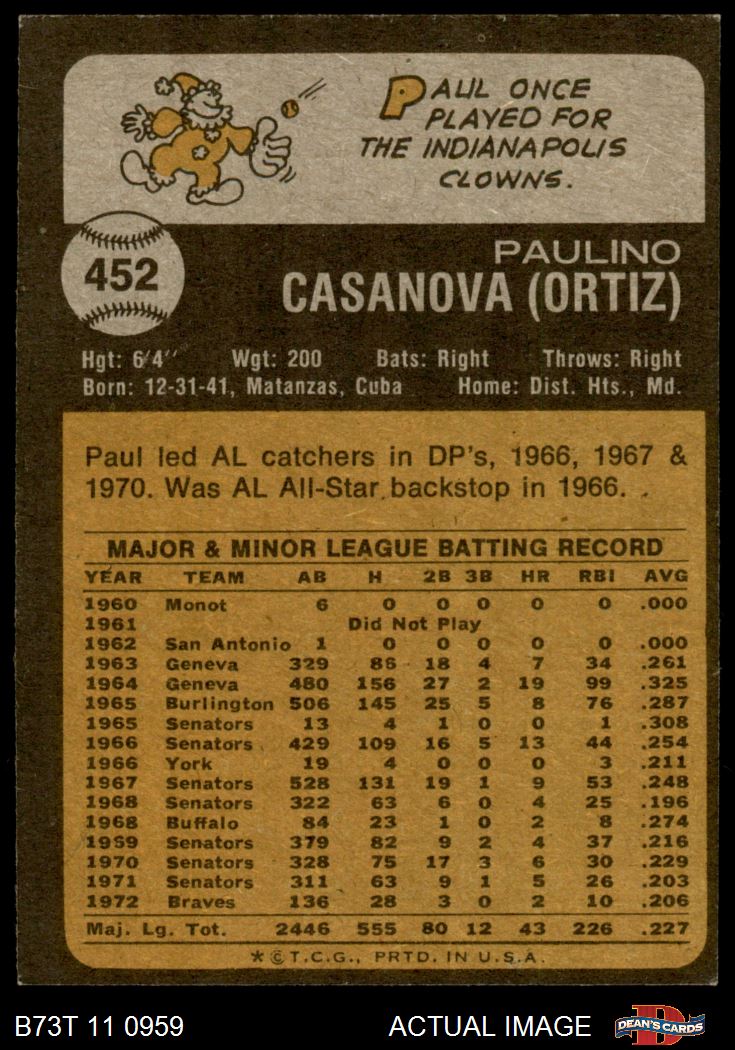 PAUL ONCE
PLAYED FOR
THE INDIANAPOLIS
CLOWNS.
452
PAULINO
CASANOVA (ORTIZ)
Hgt: 6'4" Wgt: 200 Bats: Right Throws: Right
Born: 12-31-41, Matanzas, Cuba Home: Dist. Hts., Md.
Paul led AL catchers in DP's, 1966, 1967 &
1970. Was AL All-Star backstop in 1966.
MAJOR & MINOR LEAGUE BATTING RECORD
YEAR TEAM AB H 2B 3B HR RBI AVG
1960 Monot 6 0 0 0 0 0 .000
1961 Did Not Play
1962 San Antonio 1 0 0 0 0 0 .000
1963 Geneva 329 86 18 4 7 34 .261
1964 Geneva 480 156 27 2 19 99 .325
1965 Burlington 506 145 25 5 8 76 .287
1965 Senators 13 4 1 0 0 1 .308
1966 Senators 429 109 16 5 13 44 .254
1966 York 19 4 0 0 0 3 .211
1967 Senators 528 131 19 1 9 53 .248
1968 Senators 322 63 6 0 4 25 .196
1968 Buffalo 84 23 1 0 2 8 .274
1969 Senators 379 82 9 2 4 37 .216
1970 Senators 328 75 17 3 6 30 .229
1971 Senators 311 63 9 1 5 26 .203
1972 Braves 136 28 3 0 2 10 .206
Maj. Lg. Tot. 2446 555 80 12 43 226 .227
*© T.C.G., PRTD. IN U.S.A.
B73T 11 0959 ACTUAL IMAGE DEAN'S CARDS